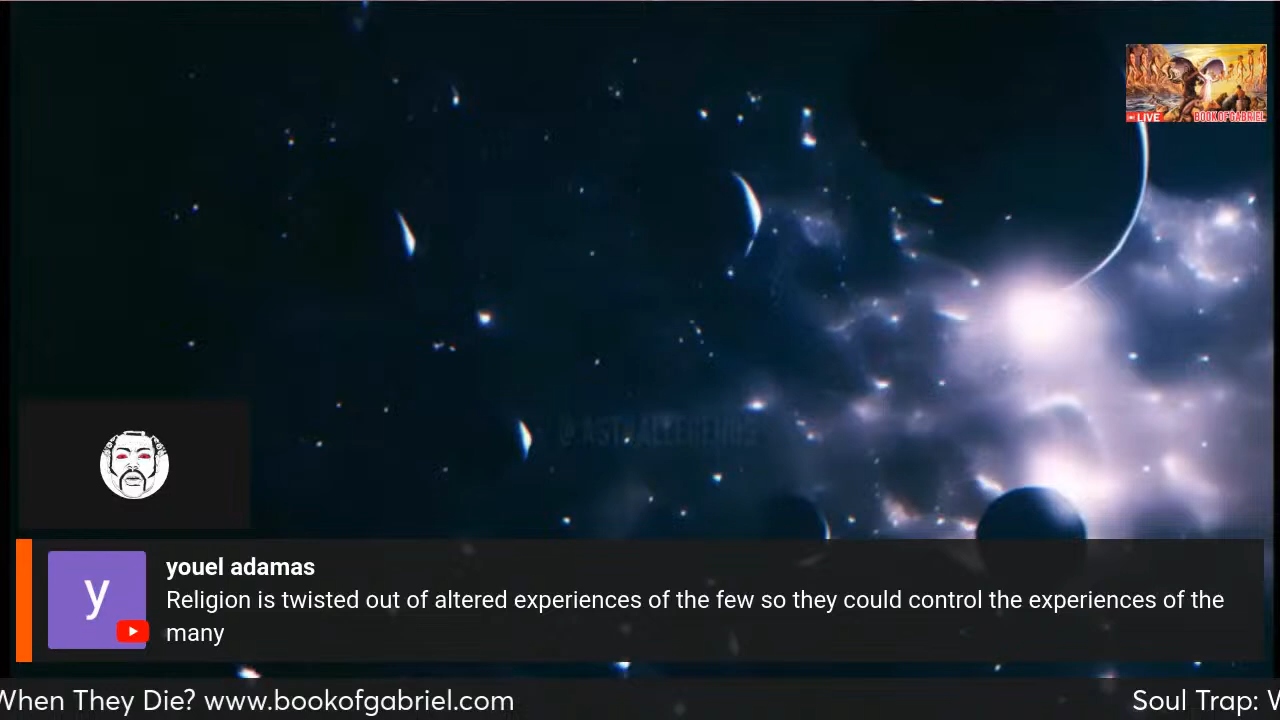 LIVE
BOOK OF GABRIEL
youel adamas
y
Religion is twisted out of altered experiences of the few so they could control the experiences of the
many
When They Die? www.bookofgabriel.com
Soul Trap: W